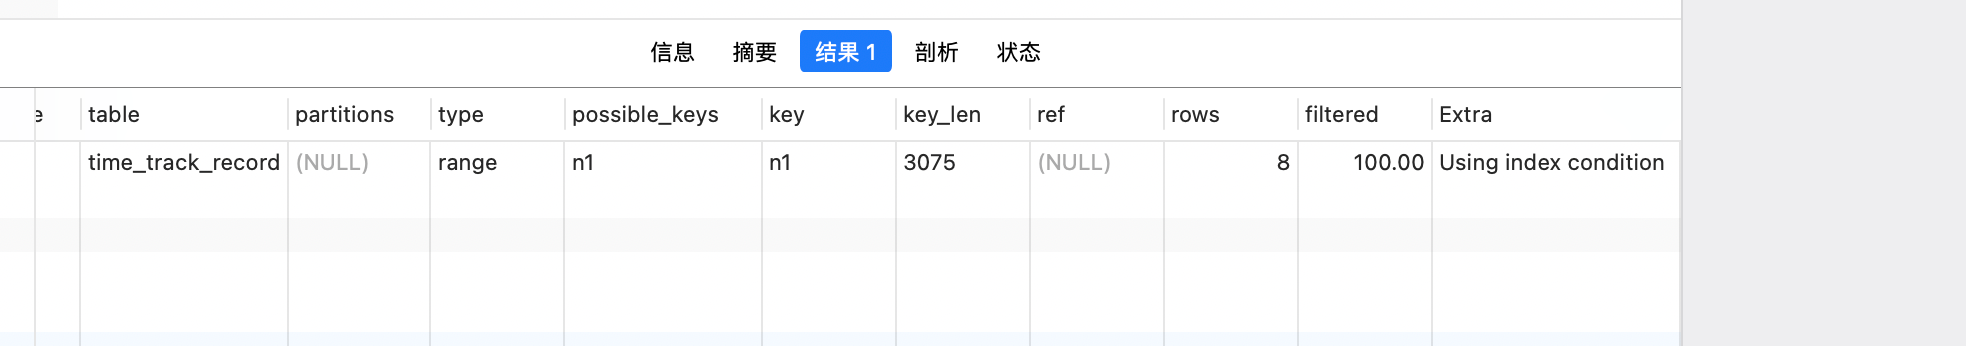 信息 摘要 结果 1 剖析 状态
e table partitions type possible_keys key key_len ref rows filtered Extra
time_track_record (NULL) range n1 n1 3075 (NULL) 8 100.00 Using index condition